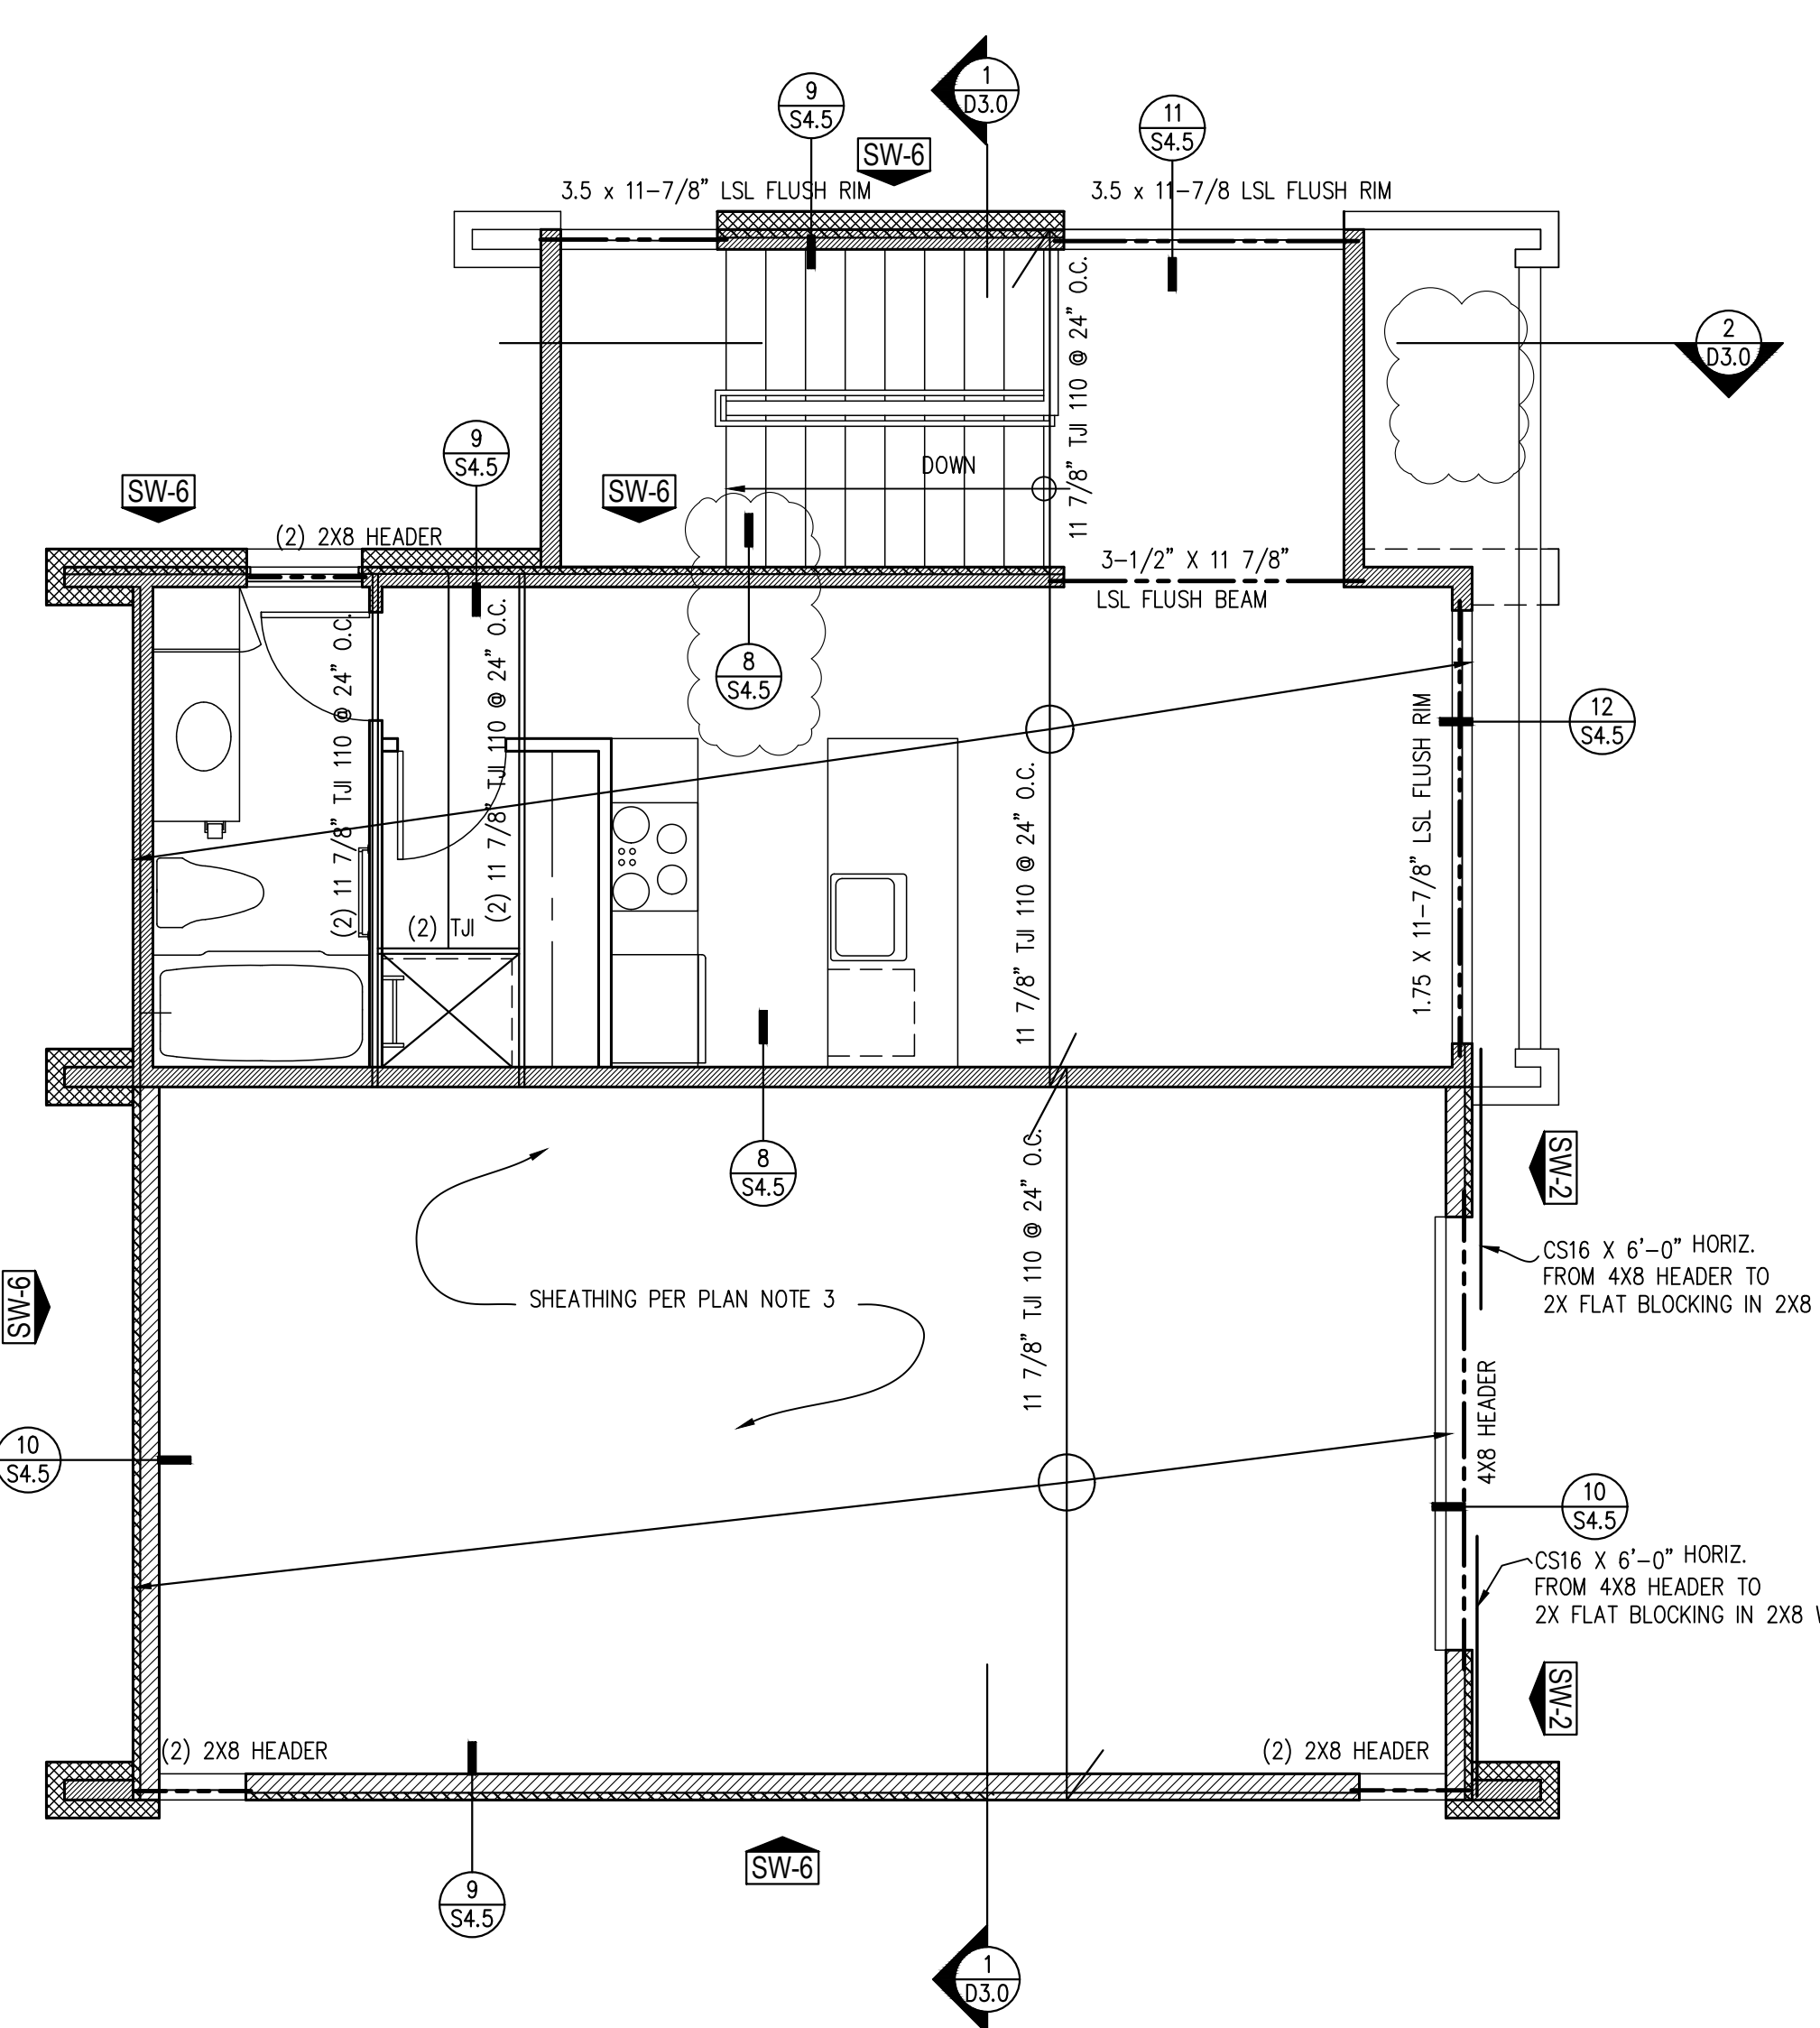 1
D3.0
9
S4.5
11
S4.5
SW-6
3.5 x 11-7/8" LSL FLUSH RIM
3.5 x 11-7/8 LSL FLUSH RIM
11 7/8" TJI 110 @ 24" O.C.
2
D3.0
9
S4.5
DOWN
SW-6
SW-6
(2) 2X8 HEADER
3-1/2" X 11 7/8"
LSL FLUSH BEAM
(2) 11 7/8" TJI 110 @ 24" O.C.
(2) 11 7/8" TJI 110 @ 24" O.C.
8
S4.5
12
S4.5
1.75 X 11-7/8" LSL FLUSH RIM
11 7/8" TJI 110 @ 24" O.C.
(2) TJI
8
S4.5
SW-2
11 7/8" TJI 110 @ 24" O.C.
CS16 X 6'-0" HORIZ.
FROM 4X8 HEADER TO
2X FLAT BLOCKING IN 2X8
SHEATHING PER PLAN NOTE 3
SW-6
4X8 HEADER
10
S4.5
10
S4.5
CS16 X 6'-0" HORIZ.
FROM 4X8 HEADER TO
2X FLAT BLOCKING IN 2X8
SW-2
(2) 2X8 HEADER
(2) 2X8 HEADER
SW-6
9
S4.5
1
D3.0